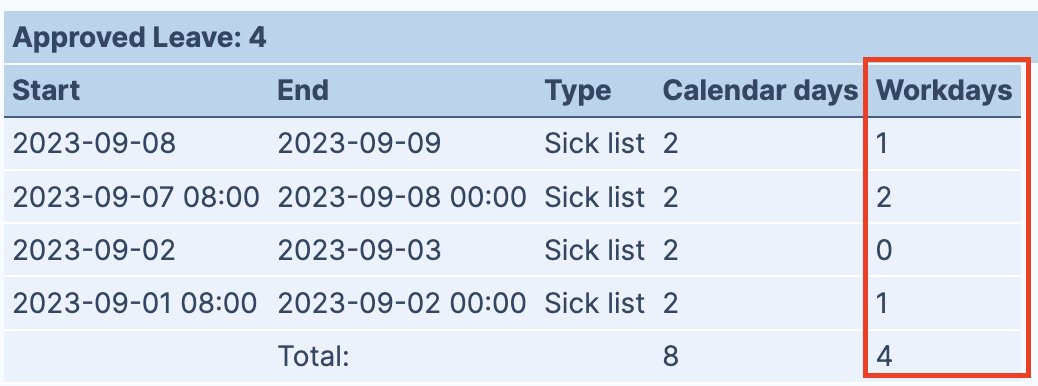 Approved Leave: 4
Start End Type Calendar days Workdays
2023-09-08 2023-09-09 Sick list 2 1
2023-09-07 08:00 2023-09-08 00:00 Sick list 2 2
2023-09-02 2023-09-03 Sick list 2 0
2023-09-01 08:00 2023-09-02 00:00 Sick list 2 1
Total: 8 4